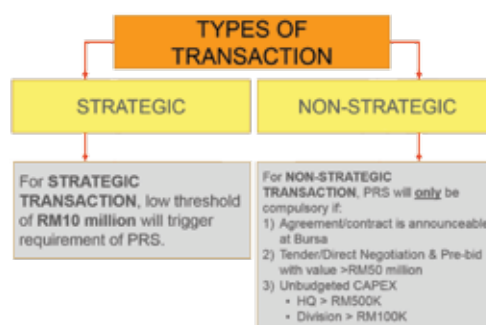 TYPES OF
TRANSACTION
STRATEGIC
NON-STRATEGIC
For STRATEGIC
TRANSACTION, low threshold
of RM10 million will trigger
requirement of PRS.
For NON-STRATEGIC
TRANSACTION, PRS will only be
compulsory if:
1) Agreement/contract is announceable
at Bursa
2) Tender/Direct Negotiation & Pre-bid
with value >RM50 million
3) Unbudgeted CAPEX
• HQ > RM500K
• Division > RM100K